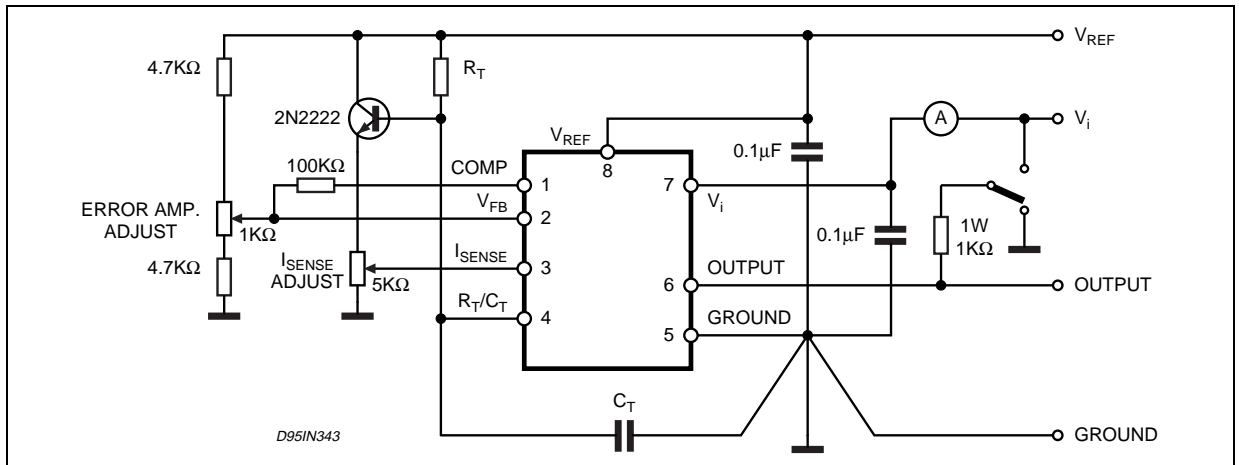 V_REF
4.7KΩ
R_T
2N2222
A
V_i
V_REF
8
0.1µF
100KΩ
COMP
1
7
V_i
V_FB
2
ERROR AMP.
ADJUST
1KΩ
0.1µF
1W
1KΩ
4.7KΩ
I_SENSE
ADJUST
5KΩ
I_SENSE
3
OUTPUT
6
OUTPUT
R_T/C_T
4
GROUND
5
C_T
D95IN343
GROUND